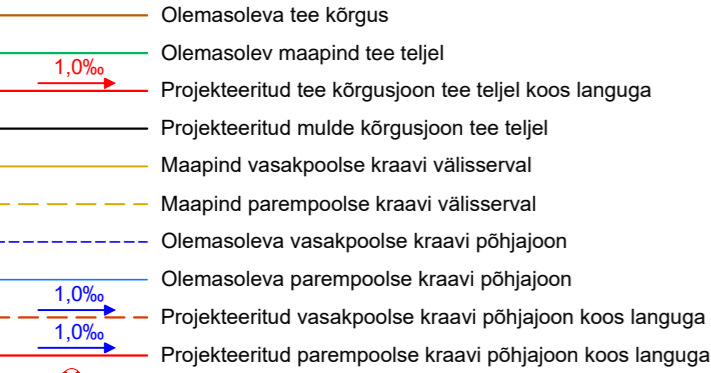 Olemasoleva tee kõrgus
Olemasolev maapind tee teljel
1,0‰
Projekteeritud tee kõrgusjoon tee teljel koos languga
Projekteeritud mulde kõrgusjoon tee teljel
Maapind vasakpoolse kraavi välisserval
Maapind parempoolse kraavi välisserval
Olemasoleva vasakpoolse kraavi põhjajoon
Olemasoleva parempoolse kraavi põhjajoon
1,0‰
Projekteeritud vasakpoolse kraavi põhjajoon koos languga
1,0‰
Projekteeritud parempoolse kraavi põhjajoon koos languga